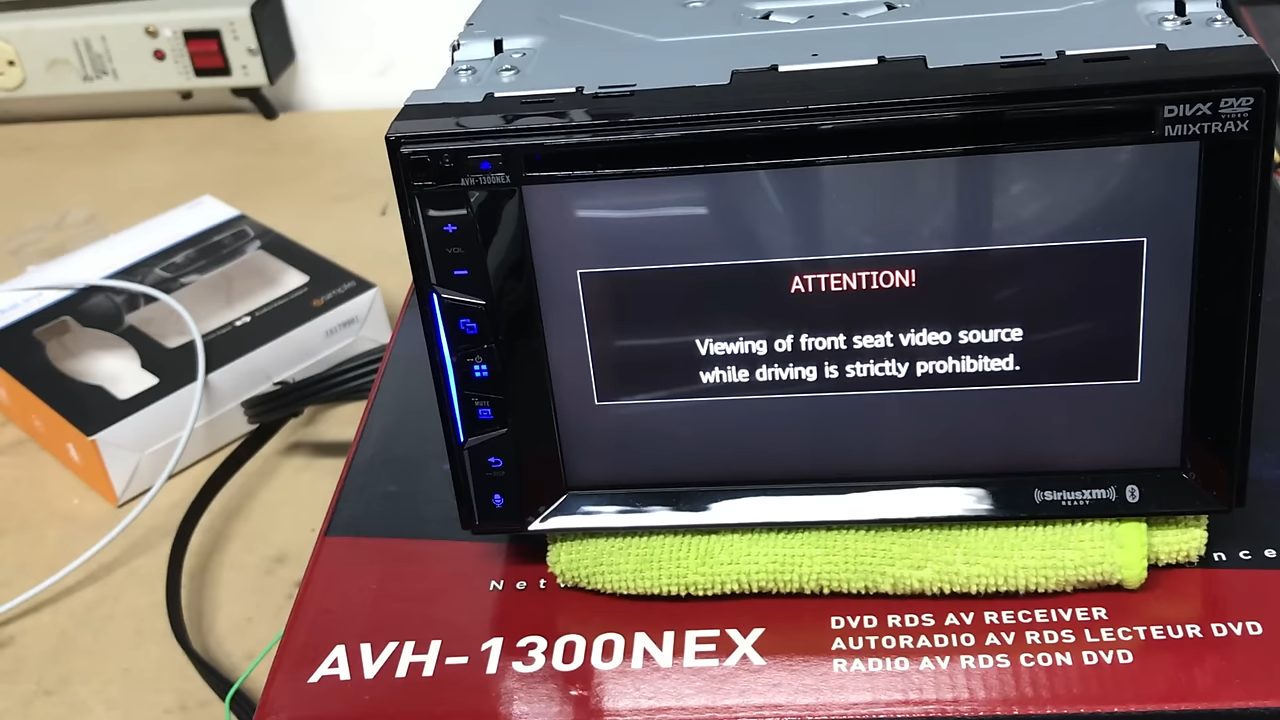 DIVX DVD
VIDEO
MIXTRAX
AVH-1300NEX
VOL
MUTE
ATTENTION!
Viewing of front seat video source
while driving is strictly prohibited.
((SiriusXm))
READY
AVH-1300NEX
DVD RDS AV RECEIVER
AUTORADIO AV RDS LECTEUR DVD
RADIO AV RDS CON DVD